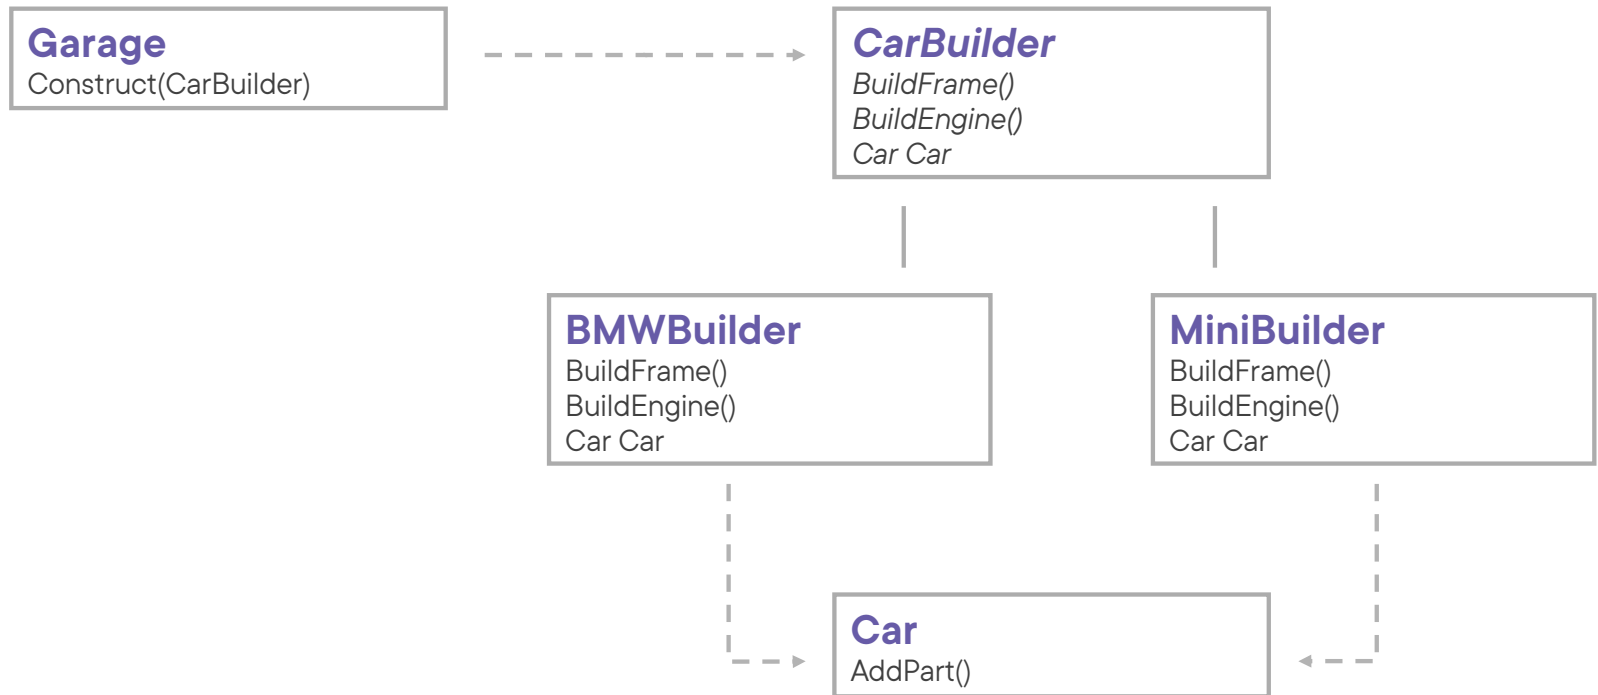 Garage
Construct(CarBuilder)
CarBuilder
BuildFrame()
BuildEngine()
Car Car
BMWBuilder
BuildFrame()
BuildEngine()
Car Car
MiniBuilder
BuildFrame()
BuildEngine()
Car Car
Car
AddPart()